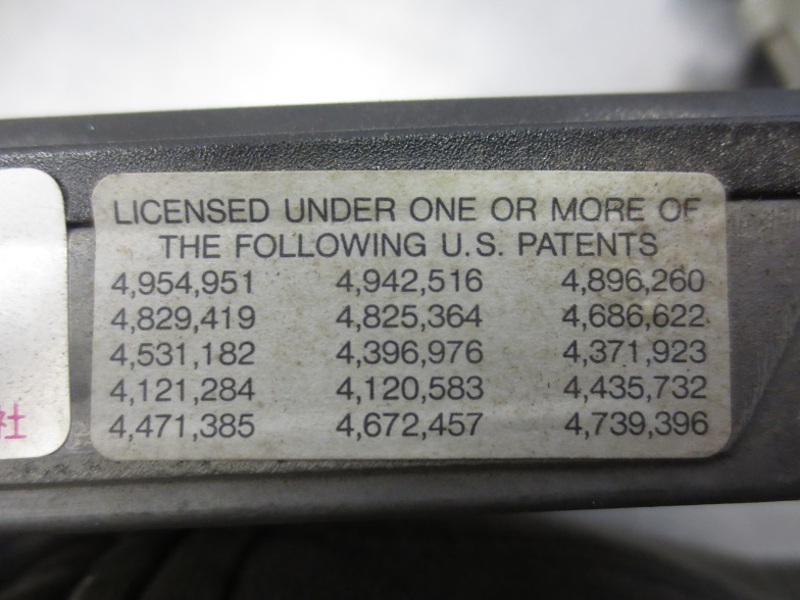 LICENSED UNDER ONE OR MORE OF
THE FOLLOWING U.S. PATENTS
4,954,951 4,942,516 4,896,260
4,829,419 4,825,364 4,686,622
4,531,182 4,396,976 4,371,923
4,121,284 4,120,583 4,435,732
4,471,385 4,672,457 4,739,396
社